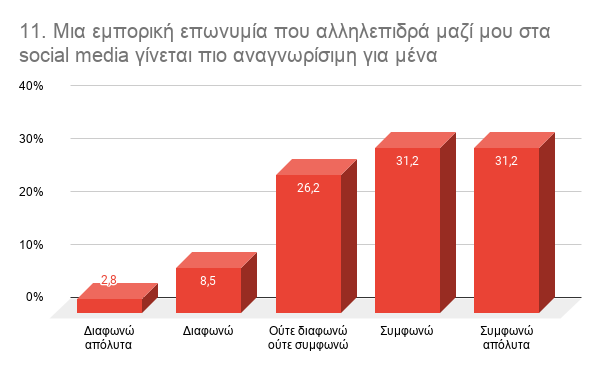 11. Μια εμπορική επωνυμία που αλληλεπιδρά μαζί μου στα
social media γίνεται πιο αναγνωρίσιμη για μένα
40%
30%
20%
10%
0%
2,8
8,5
26,2
31,2
31,2
Διαφωνώ
απόλυτα
Διαφωνώ
Ούτε διαφωνώ
ούτε συμφωνώ
Συμφωνώ
Συμφωνώ
απόλυτα